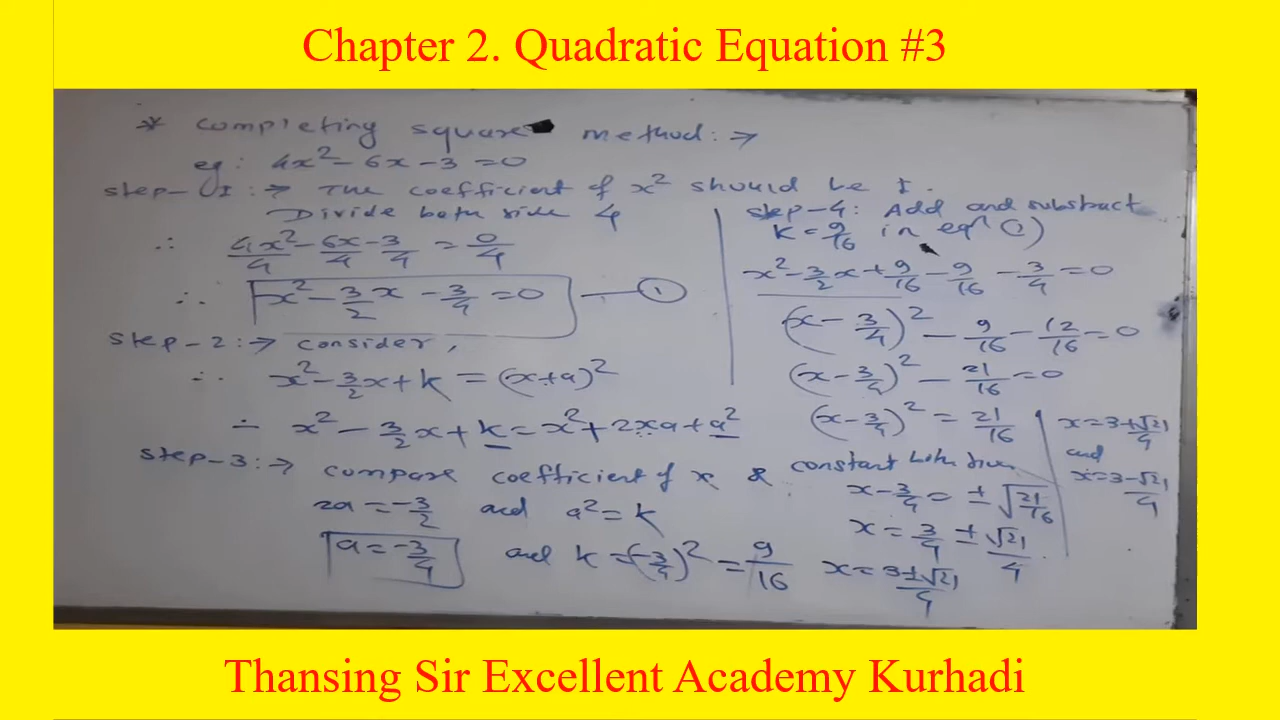 Chapter 2. Quadratic Equation #3
* Completing square method: →
eg: 4x² - 6x - 3 = 0
step-I :→ The coefficient of x² should be 1.
Divide both side 4
∴ 4x²/4 - 6x/4 - 3/4 = 0/4
∴ x² - 3/2 x - 3/4 = 0 —— ①
step-2 :→ consider,
∴ x² - 3/2 x + k = (x+a)²
∴ x² - 3/2 x + k = x² + 2xa + a²
step-3 :→ compare coefficient of x & constant both sides
2a = -3/2 and a² = k
a = -3/4 and k = (-3/4)² = 9/16
step-4: Add and substract
k = 9/16 in eqⁿ ①
x² - 3/2 x + 9/16 - 9/16 - 3/4 = 0
(x - 3/4)² - 9/16 - 12/16 = 0
(x - 3/4)² - 21/16 = 0
(x - 3/4)² = 21/16
x - 3/4 = ± √21/16
x = 3/4 ± √21/4
x = 3±√21/4
x = 3+√21/4
and
x = 3-√21/4
Thansing Sir Excellent Academy Kurhadi